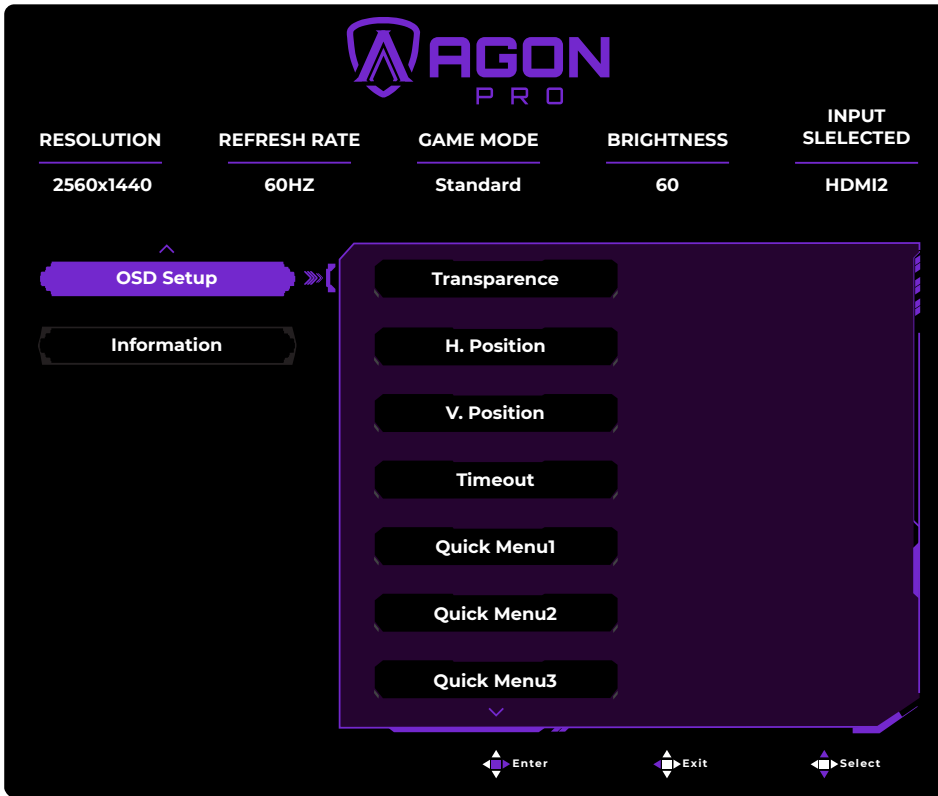 AGON
PRO
RESOLUTION
REFRESH RATE
GAME MODE
BRIGHTNESS
INPUT
SLELECTED
2560x1440
60HZ
Standard
60
HDMI2
OSD Setup
Information
Transparence
H. Position
V. Position
Timeout
Quick Menu1
Quick Menu2
Quick Menu3
Enter
Exit
Select